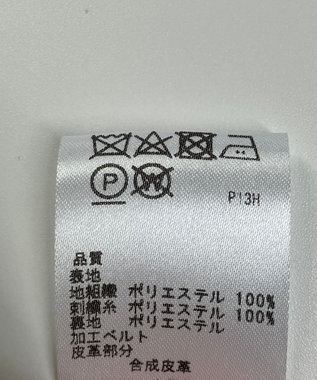 P W
P13H
品質
表地
地組織 ポリエステル 100%
刺繍糸 ポリエステル 100%
裏地 ポリエステル
加工ベルト
皮革部分
合成皮革